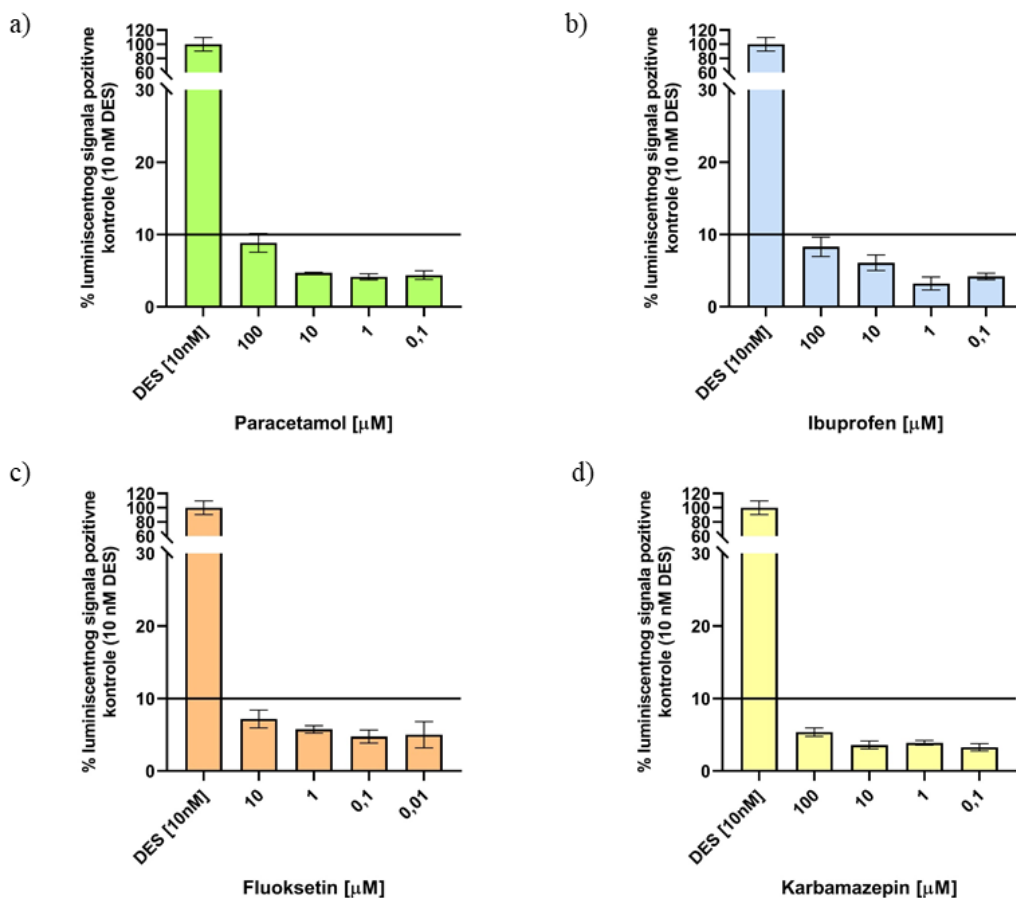 a)
% luminiscentnog signala pozitivne
kontrole (10 nM DES)
120
100
80
60
30
20
10
0
DES [10nM]
100
10
1
0,1
Paracetamol [μM]
b)
% luminiscentnog signala pozitivne
kontrole (10 nM DES)
120
100
80
60
30
20
10
0
DES [10nM]
100
10
1
0,1
Ibuprofen [μM]
c)
% luminiscentnog signala pozitivne
kontrole (10 nM DES)
120
100
80
60
30
20
10
0
DES [10nM]
10
1
0,1
0,01
Fluoksetin [μM]
d)
% luminiscentnog signala pozitivne
kontrole (10 nM DES)
120
100
80
60
30
20
10
0
DES [10nM]
100
10
1
0,1
Karbamazepin [μM]